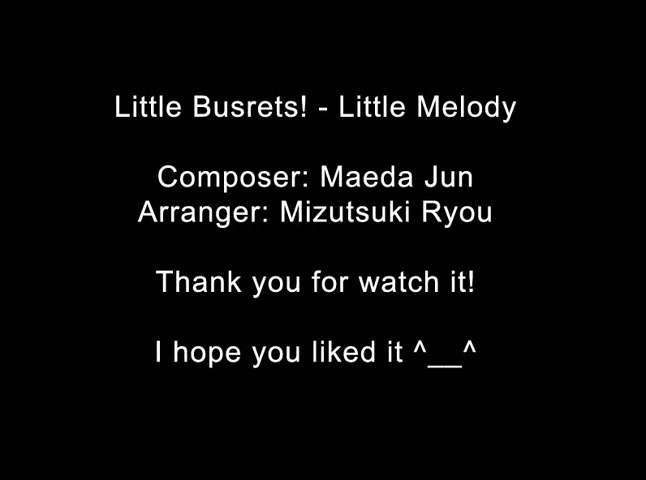 Little Busrets! - Little Melody
Composer: Maeda Jun
Arranger: Mizutsuki Ryou
Thank you for watch it!
I hope you liked it ^__^